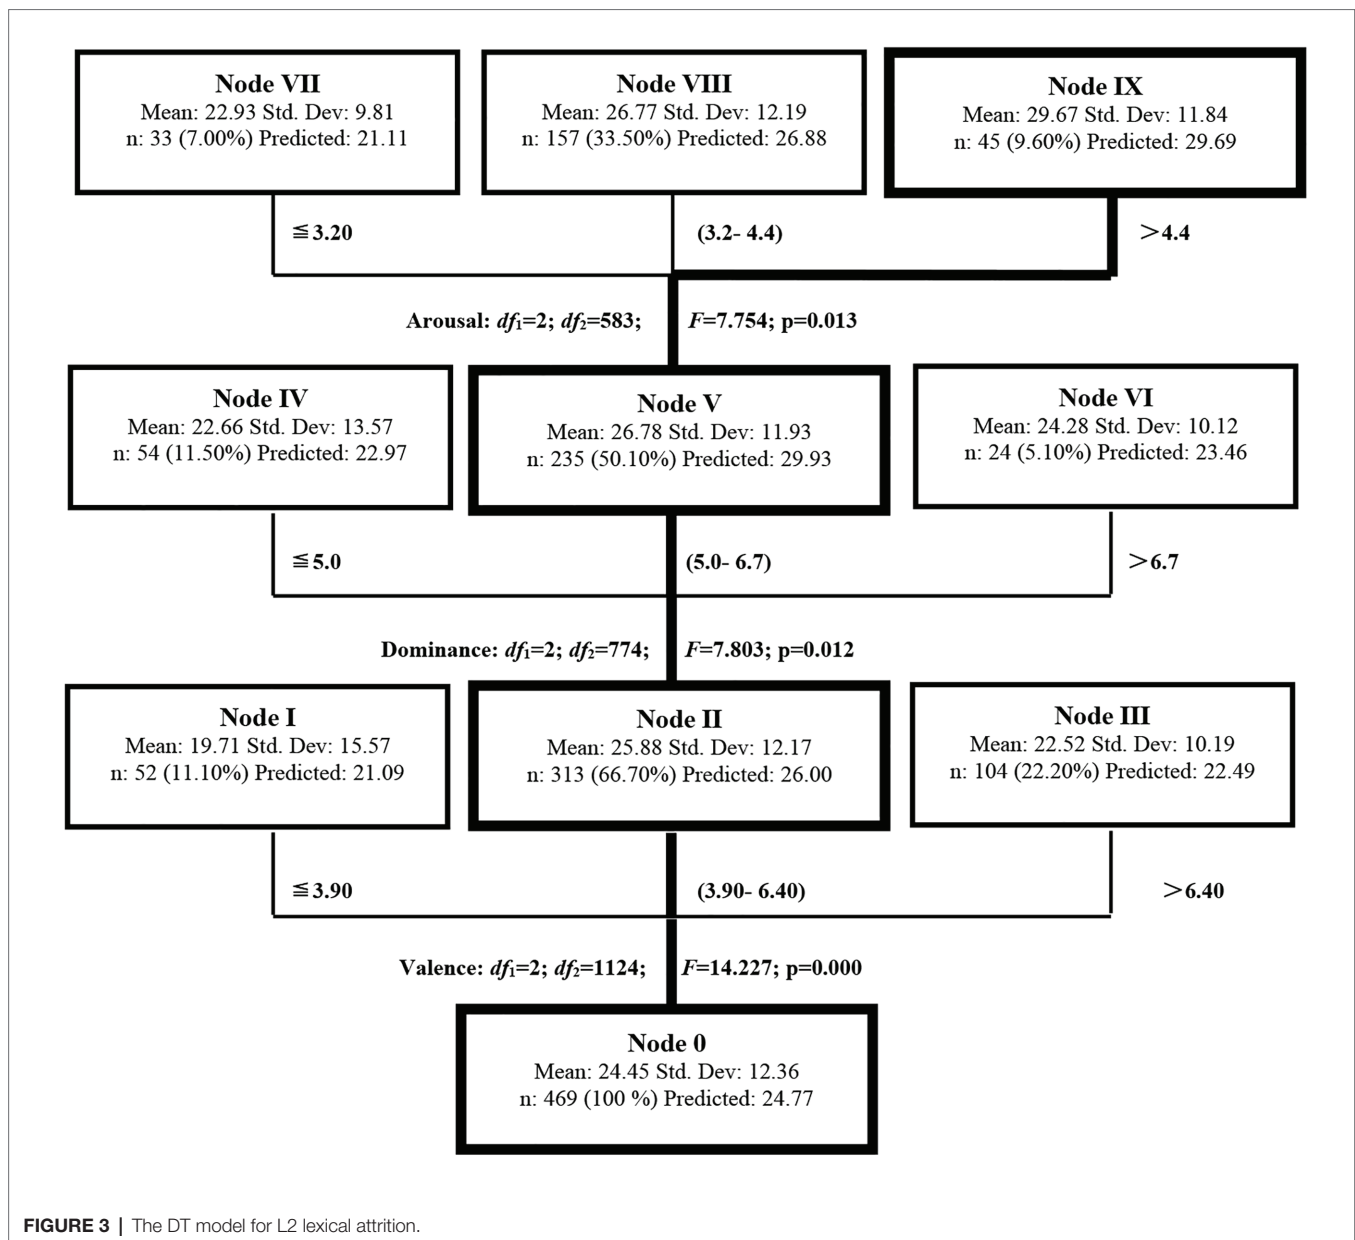 Node VII
Mean: 22.93 Std. Dev: 9.81
n: 33 (7.00%) Predicted: 21.11
Node VIII
Mean: 26.77 Std. Dev: 12.19
n: 157 (33.50%) Predicted: 26.88
Node IX
Mean: 29.67 Std. Dev: 11.84
n: 45 (9.60%) Predicted: 29.69
≦3.20
(3.2- 4.4)
>4.4
Arousal: df1=2; df2=583; F=7.754; p=0.013
Node IV
Mean: 22.66 Std. Dev: 13.57
n: 54 (11.50%) Predicted: 22.97
Node V
Mean: 26.78 Std. Dev: 11.93
n: 235 (50.10%) Predicted: 29.93
Node VI
Mean: 24.28 Std. Dev: 10.12
n: 24 (5.10%) Predicted: 23.46
≦5.0
(5.0- 6.7)
>6.7
Dominance: df1=2; df2=774; F=7.803; p=0.012
Node I
Mean: 19.71 Std. Dev: 15.57
n: 52 (11.10%) Predicted: 21.09
Node II
Mean: 25.88 Std. Dev: 12.17
n: 313 (66.70%) Predicted: 26.00
Node III
Mean: 22.52 Std. Dev: 10.19
n: 104 (22.20%) Predicted: 22.49
≦3.90
(3.90- 6.40)
>6.40
Valence: df1=2; df2=1124; F=14.227; p=0.000
Node 0
Mean: 24.45 Std. Dev: 12.36
n: 469 (100 %) Predicted: 24.77
FIGURE 3 | The DT model for L2 lexical attrition.